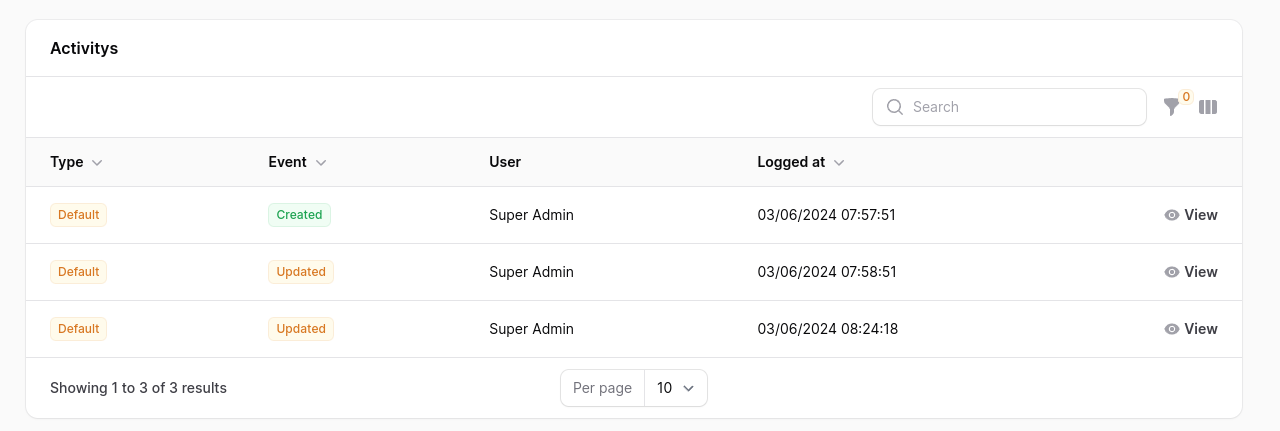 Activitys
Search 0
Type Event User Logged at
Default Created Super Admin 03/06/2024 07:57:51 View
Default Updated Super Admin 03/06/2024 07:58:51 View
Default Updated Super Admin 03/06/2024 08:24:18 View
Showing 1 to 3 of 3 results Per page 10